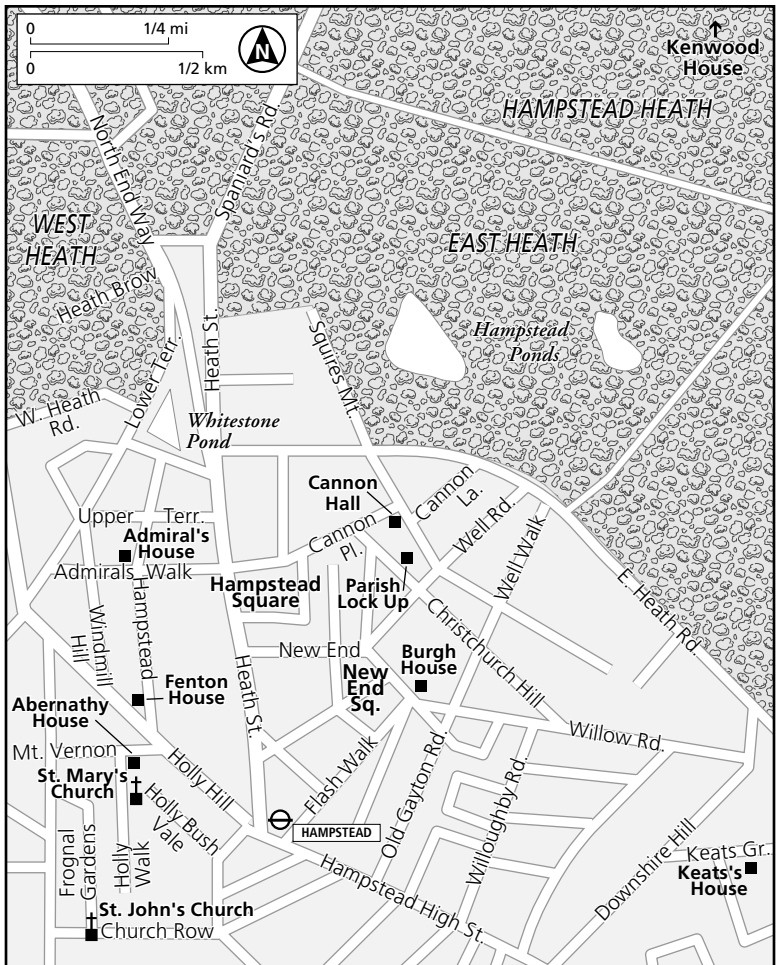 0 1/4 mi
0 1/2 km
N
Kenwood
House
HAMPSTEAD HEATH
North End Way
Spaniard's Rd.
WEST
HEATH
EAST HEATH
Heath Brow
Hampstead
Ponds
Lower Terr.
Heath St.
Squires Mt.
W. Heath
Rd.
Whitestone
Pond
Cannon
Hall
Cannon
La.
Upper Terr.
Admiral's
House
Cannon
Pl.
Well Rd.
Well Walk
Admirals Walk
Hampstead
Square
Parish
Lock Up
E. Heath Rd.
Windmill
Hill
Hampstead
Christchurch Hill
New End
Burgh
House
Heath St.
New
End
Sq.
Fenton
House
Abernathy
House
Willow Rd.
Mt. Vernon
Holly Hill
Flash Walk
Old Gayton Rd.
St. Mary's
Church
Holly Bush
Vale
Willoughby Rd.
HAMPSTEAD
Frognal
Gardens
Holly
Walk
Downshire Hill
Keats Gr.
Keats's
House
Hampstead High St.
St. John's Church
Church Row